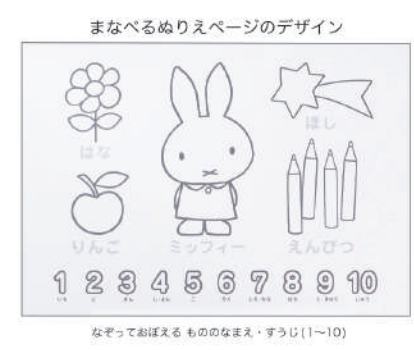 まなべるぬりえページのデザイン
はな
ほし
りんご
ミッフィー
えんぴつ
1 2 3 4 5 6 7 8 9 10
なぞっておぼえる もののなまえ・すうじ(1〜10)